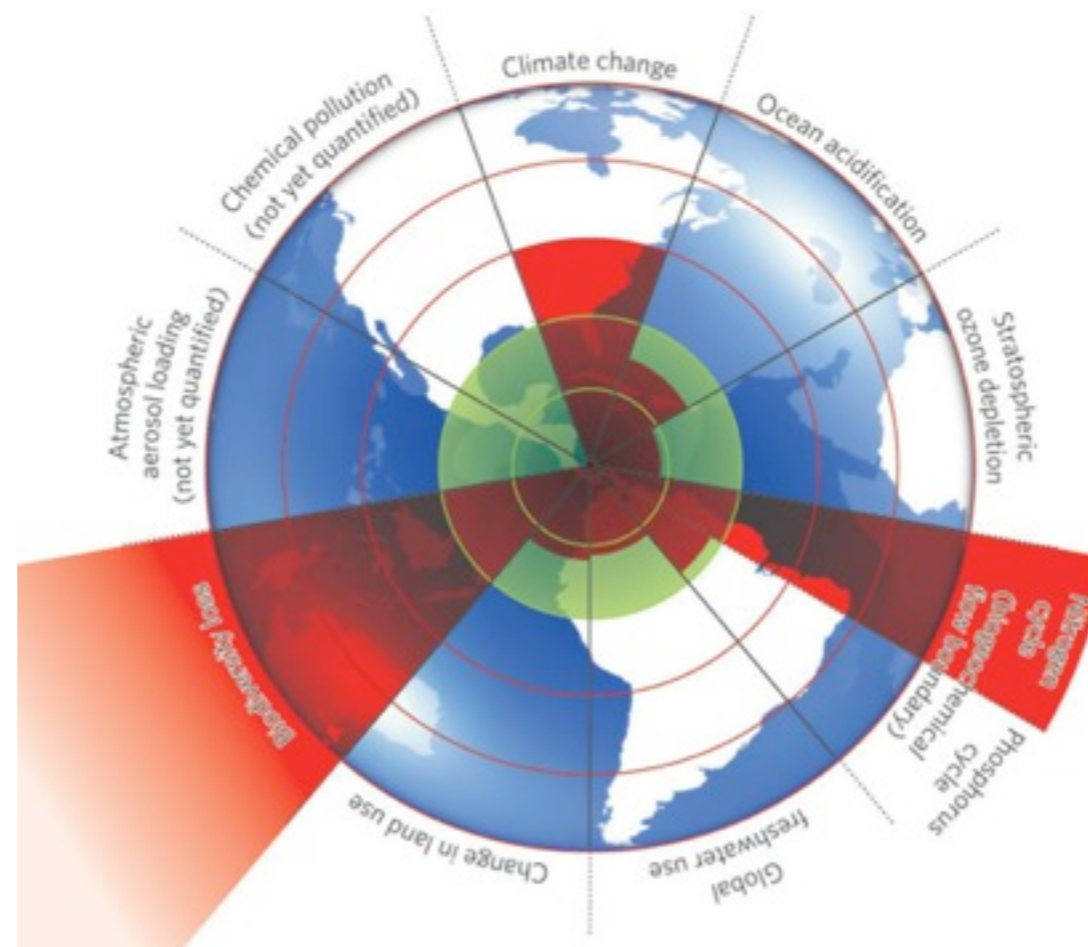 Climate change
Ocean acidification
Stratospheric
ozone depletion
Nitrogen
cycle
(biogeochemical
flow boundary)
Phosphorus
cycle
Global
freshwater use
Change in land use
Biodiversity loss
Atmospheric
aerosol loading
(not yet quantified)
Chemical pollution
(not yet quantified)